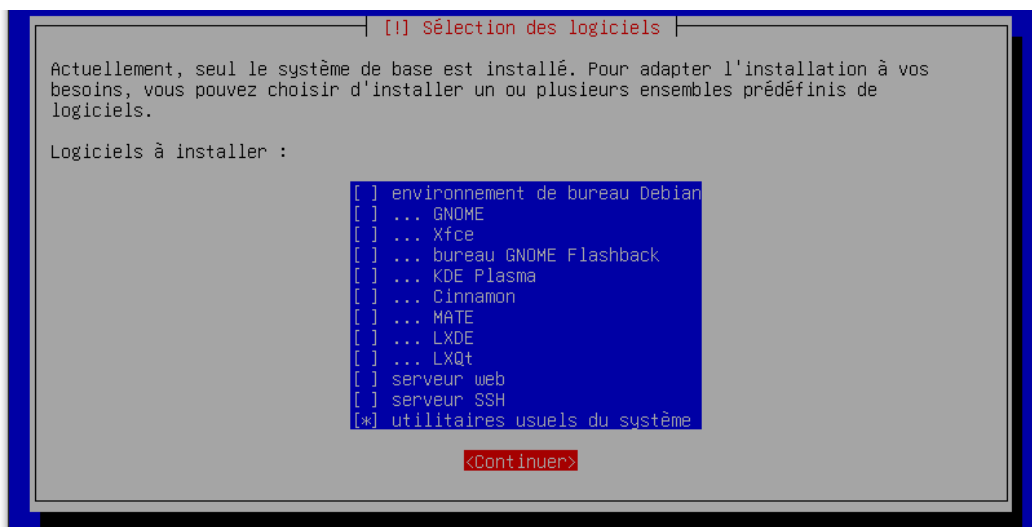 [!] Sélection des logiciels
Actuellement, seul le système de base est installé. Pour adapter l'installation à vos
besoins, vous pouvez choisir d'installer un ou plusieurs ensembles prédéfinis de
logiciels.
Logiciels à installer :
[ ] environnement de bureau Debian
[ ] ... GNOME
[ ] ... Xfce
[ ] ... bureau GNOME Flashback
[ ] ... KDE Plasma
[ ] ... Cinnamon
[ ] ... MATE
[ ] ... LXDE
[ ] ... LXQt
[ ] serveur web
[ ] serveur SSH
[*] utilitaires usuels du système
<Continuer>